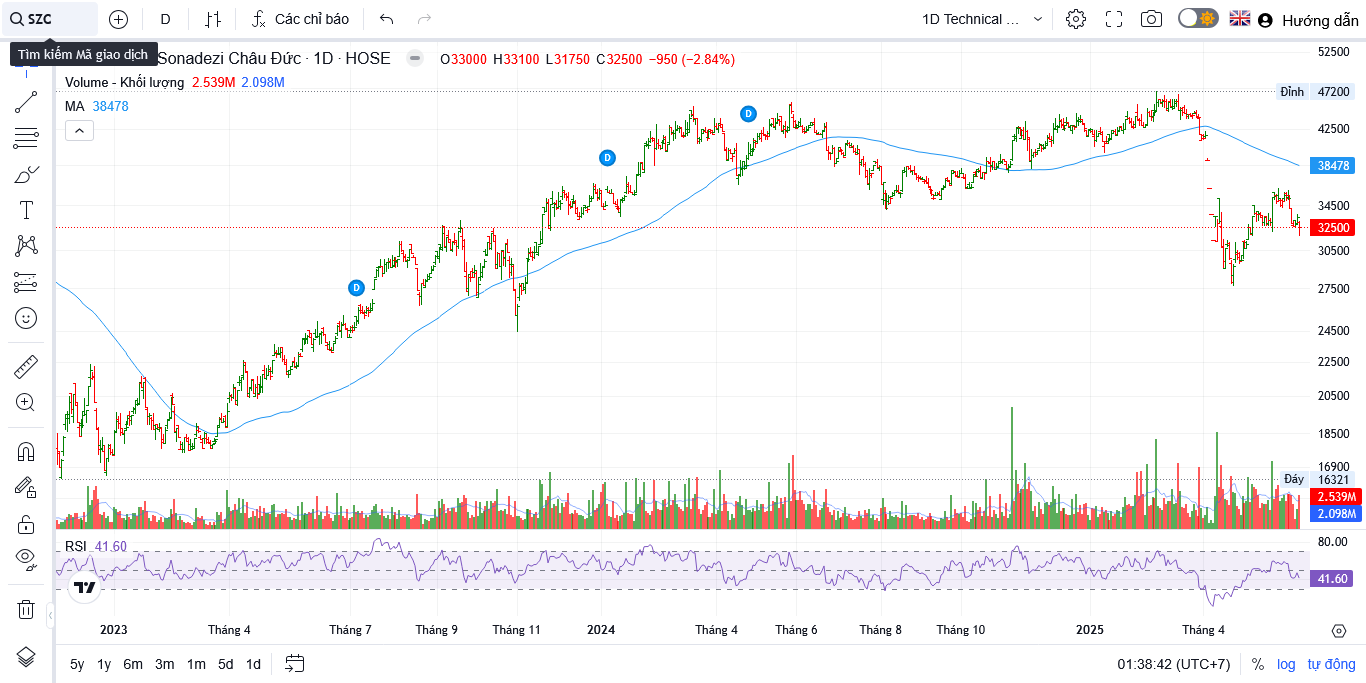 SZC D Các chỉ báo 1D Technical ... Hướng dẫn
Tìm kiếm Mã giao dịch
Sonadezi Châu Đức · 1D · HOSE O33000 H33100 L31750 C32500 −950 (−2.84%)
Volume - Khối lượng 2.539M 2.098M
MA 38478
52500
Đỉnh 47200
42500
38478
34500
32500
30500
27500
24500
22500
20500
18500
16900
Đáy 16321
2.539M
2.098M
D
D
D
RSI 41.60
80.00
41.60
2023 Tháng 4 Tháng 7 Tháng 9 Tháng 11 2024 Tháng 4 Tháng 6 Tháng 8 Tháng 10 2025 Tháng 4
5y 1y 6m 3m 1m 5d 1d 01:38:42 (UTC+7) % log tự động